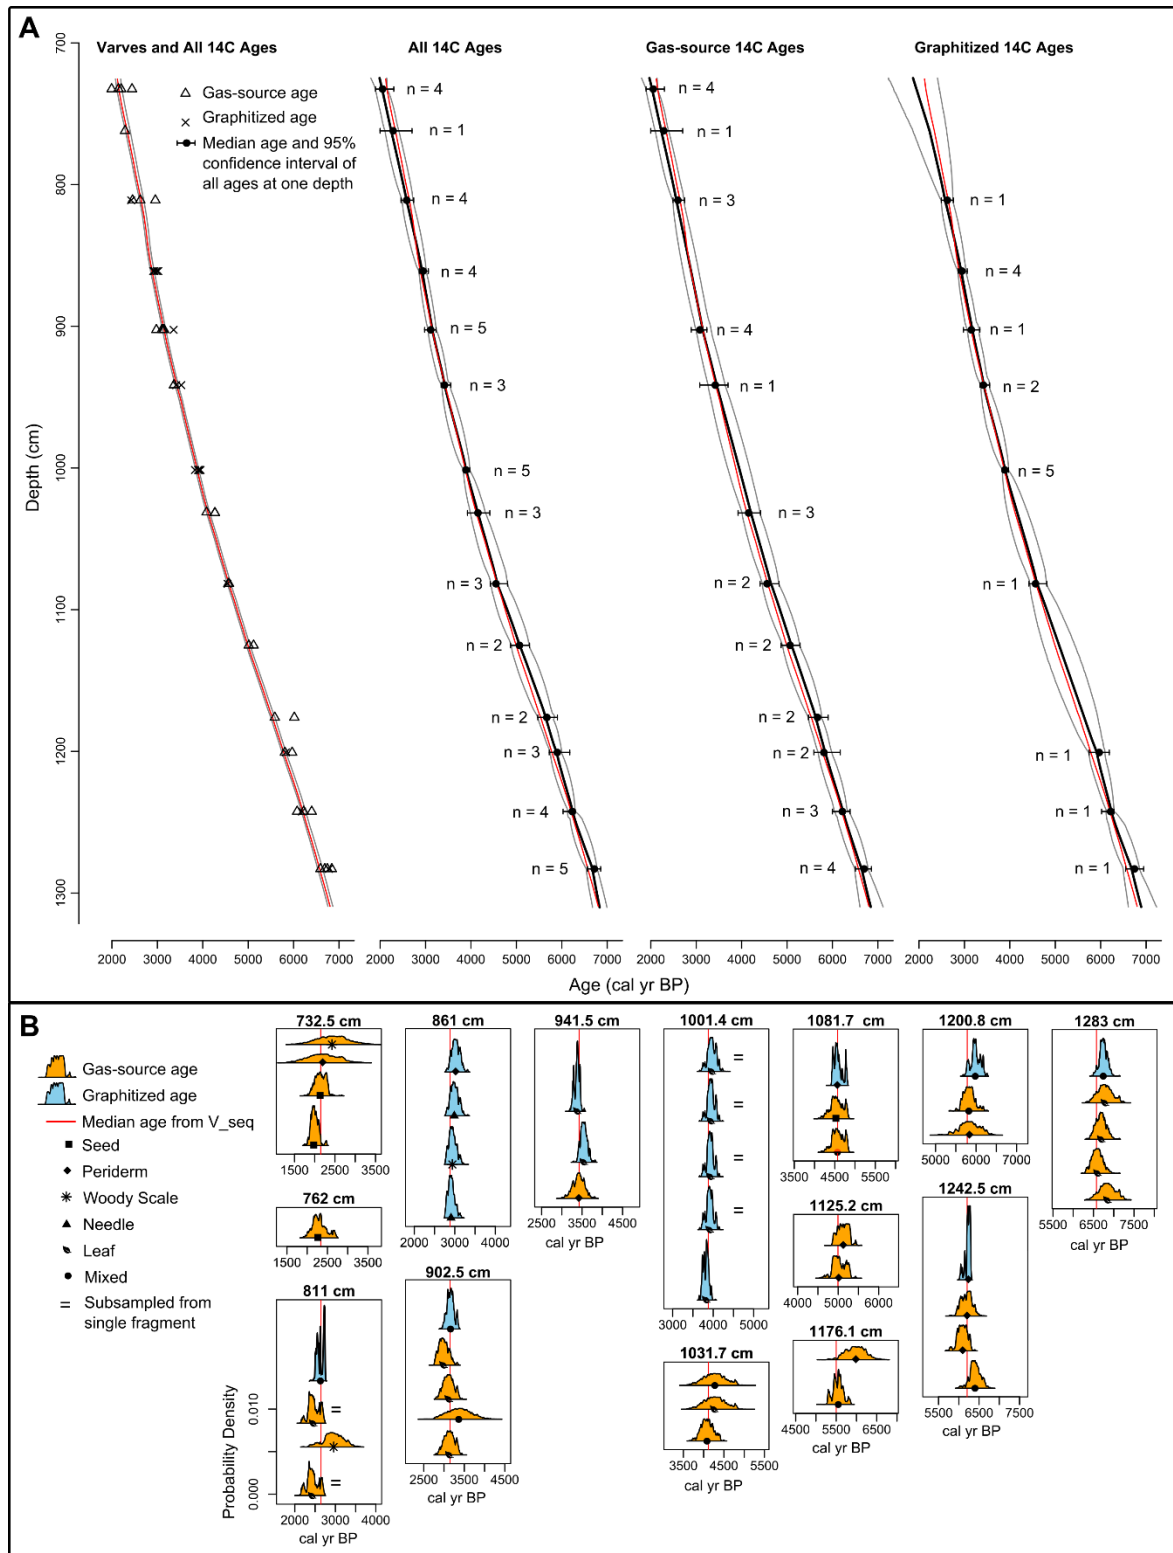 A
Varves and All 14C Ages
All 14C Ages
Gas-source 14C Ages
Graphitized 14C Ages
Gas-source age
Graphitized age
Median age and 95%
confidence interval of
all ages at one depth
Depth (cm)
700
800
900
1000
1100
1200
1300
n = 4
n = 1
n = 4
n = 4
n = 5
n = 3
n = 5
n = 3
n = 3
n = 2
n = 2
n = 3
n = 4
n = 5
n = 4
n = 1
n = 3
n = 4
n = 1
n = 3
n = 2
n = 2
n = 2
n = 2
n = 3
n = 4
n = 1
n = 4
n = 1
n = 2
n = 5
n = 1
n = 1
n = 1
n = 1
2000 3000 4000 5000 6000 7000
2000 3000 4000 5000 6000 7000
2000 3000 4000 5000 6000 7000
2000 3000 4000 5000 6000 7000
Age (cal yr BP)
B
Gas-source age
Graphitized age
Median age from V_seq
Seed
Periderm
Woody Scale
Needle
Leaf
Mixed
= Subsampled from
single fragment
732.5 cm
1500 2500 3500
762 cm
1500 2500 3500
811 cm
=
=
Probability Density
0.010
0.000
2000 3000 4000
cal yr BP
861 cm
2000 3000 4000
902.5 cm
2500 3500 4500
cal yr BP
941.5 cm
2500 3500 4500
cal yr BP
1001.4 cm
=
=
=
=
3000 4000 5000
1031.7 cm
3500 4500 5500
cal yr BP
1081.7 cm
3500 4500 5500
1125.2 cm
4000 5000 6000
1176.1 cm
4500 5500 6500
cal yr BP
1200.8 cm
5000 6000 7000
1242.5 cm
5500 6500 7500
cal yr BP
1283 cm
5500 6500 7500
cal yr BP